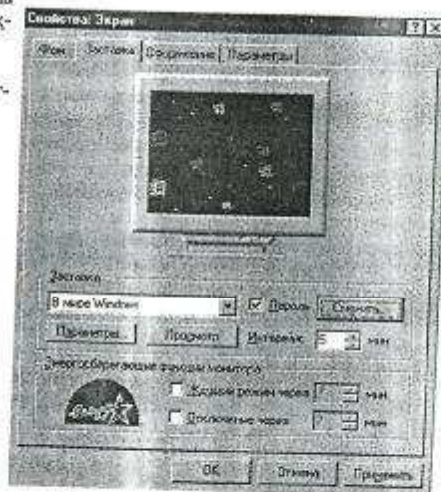 Свойства: Экран
Фон Заставка Оформление Параметры
Заставка
В мире Windows Пароль Сменить...
Параметры... Просмотр Интервал: 5 мин
Энергосберегающие функции монитора
Ждущий режим через мин
Отключение через мин
OK Отмена Применить